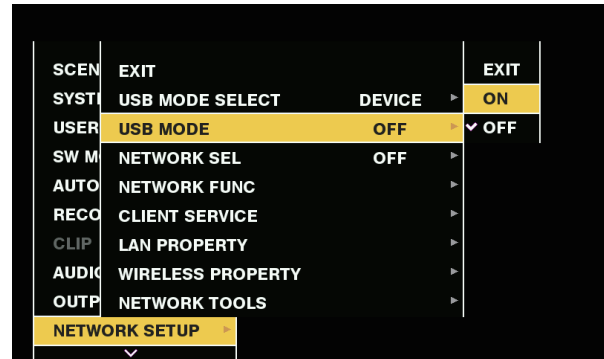 SCEN EXIT EXIT
SYSTI USB MODE SELECT DEVICE ON
USER USB MODE OFF OFF
SW M NETWORK SEL OFF
AUTO NETWORK FUNC
RECO CLIENT SERVICE
CLIP LAN PROPERTY
AUDIO WIRELESS PROPERTY
OUTP NETWORK TOOLS
NETWORK SETUP